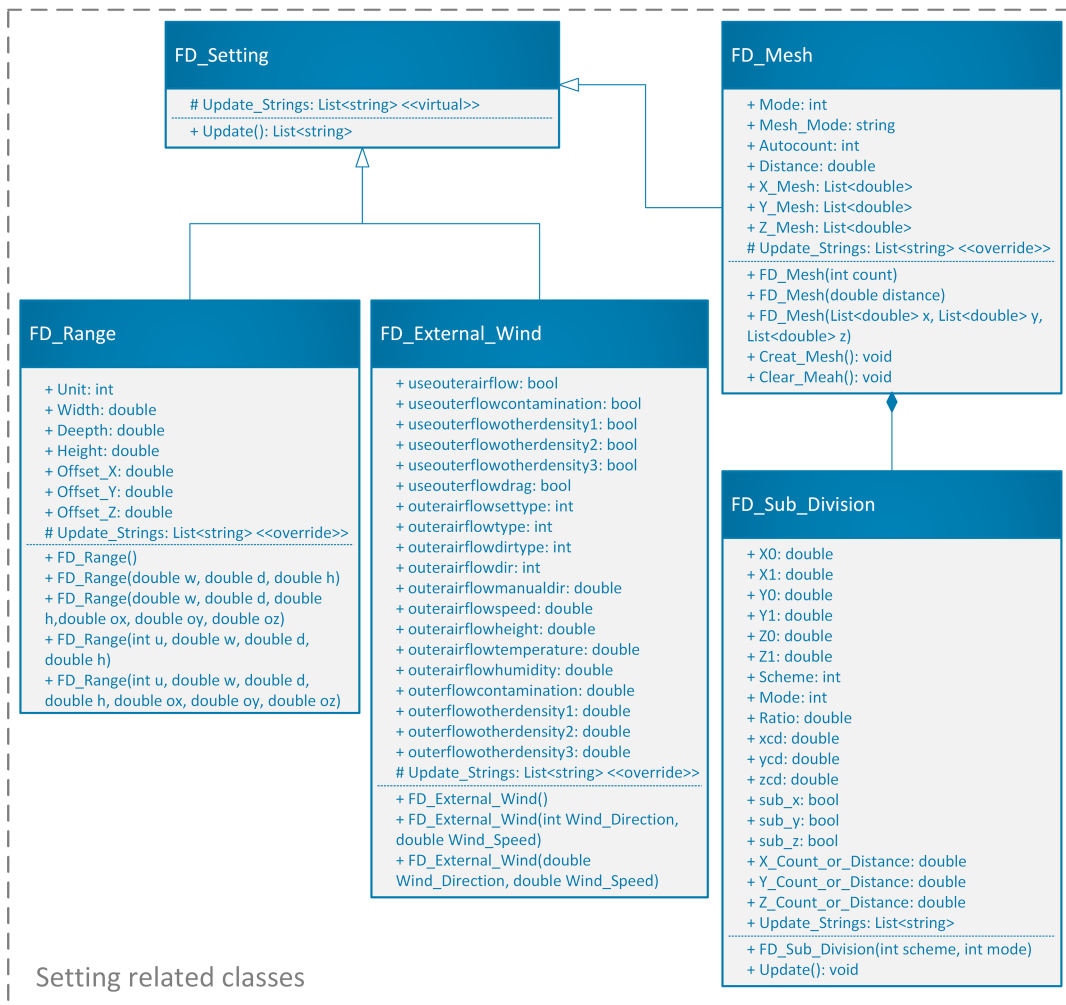 FD_Setting
# Update_Strings: List<string> <<virtual>>
+ Update(): List<string>
FD_Mesh
+ Mode: int
+ Mesh_Mode: string
+ Autocount: int
+ Distance: double
+ X_Mesh: List<double>
+ Y_Mesh: List<double>
+ Z_Mesh: List<double>
# Update_Strings: List<string> <<override>>
+ FD_Mesh(int count)
+ FD_Mesh(double distance)
+ FD_Mesh(List<double> x, List<double> y,
List<double> z)
+ Creat_Mesh(): void
+ Clear_Meah(): void
FD_Range
+ Unit: int
+ Width: double
+ Deepth: double
+ Height: double
+ Offset_X: double
+ Offset_Y: double
+ Offset_Z: double
# Update_Strings: List<string> <<override>>
+ FD_Range()
+ FD_Range(double w, double d, double h)
+ FD_Range(double w, double d, double
h,double ox, double oy, double oz)
+ FD_Range(int u, double w, double d,
double h)
+ FD_Range(int u, double w, double d,
double h, double ox, double oy, double oz)
FD_External_Wind
+ useouterairflow: bool
+ useouterflowcontamination: bool
+ useouterflowotherdensity1: bool
+ useouterflowotherdensity2: bool
+ useouterflowotherdensity3: bool
+ useouterflowdrag: bool
+ outerairflowsettype: int
+ outerairflowtype: int
+ outerairflowdirtype: int
+ outerairflowdir: int
+ outerairflowmanualdir: double
+ outerairflowspeed: double
+ outerairflowheight: double
+ outerairflowtemperature: double
+ outerairflowhumidity: double
+ outerflowcontamination: double
+ outerflowotherdensity1: double
+ outerflowotherdensity2: double
+ outerflowotherdensity3: double
# Update_Strings: List<string> <<override>>
+ FD_External_Wind()
+ FD_External_Wind(int Wind_Direction,
double Wind_Speed)
+ FD_External_Wind(double
Wind_Direction, double Wind_Speed)
FD_Sub_Division
+ X0: double
+ X1: double
+ Y0: double
+ Y1: double
+ Z0: double
+ Z1: double
+ Scheme: int
+ Mode: int
+ Ratio: double
+ xcd: double
+ ycd: double
+ zcd: double
+ sub_x: bool
+ sub_y: bool
+ sub_z: bool
+ X_Count_or_Distance: double
+ Y_Count_or_Distance: double
+ Z_Count_or_Distance: double
+ Update_Strings: List<string>
+ FD_Sub_Division(int scheme, int mode)
+ Update(): void
Setting related classes